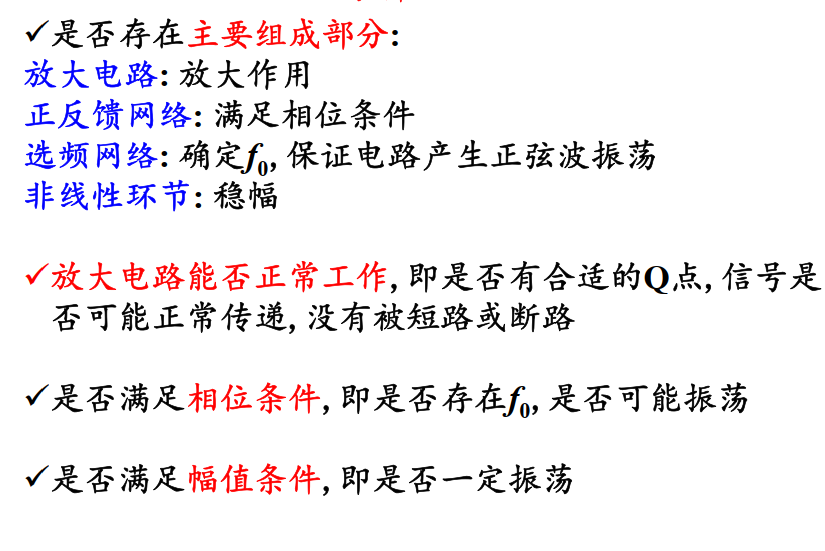 ✓是否存在主要组成部分:
放大电路: 放大作用
正反馈网络: 满足相位条件
选频网络: 确定f0, 保证电路产生正弦波振荡
非线性环节: 稳幅
✓放大电路能否正常工作, 即是否有合适的Q点, 信号是
否可能正常传递, 没有被短路或断路
✓是否满足相位条件, 即是否存在f0, 是否可能振荡
✓是否满足幅值条件, 即是否一定振荡